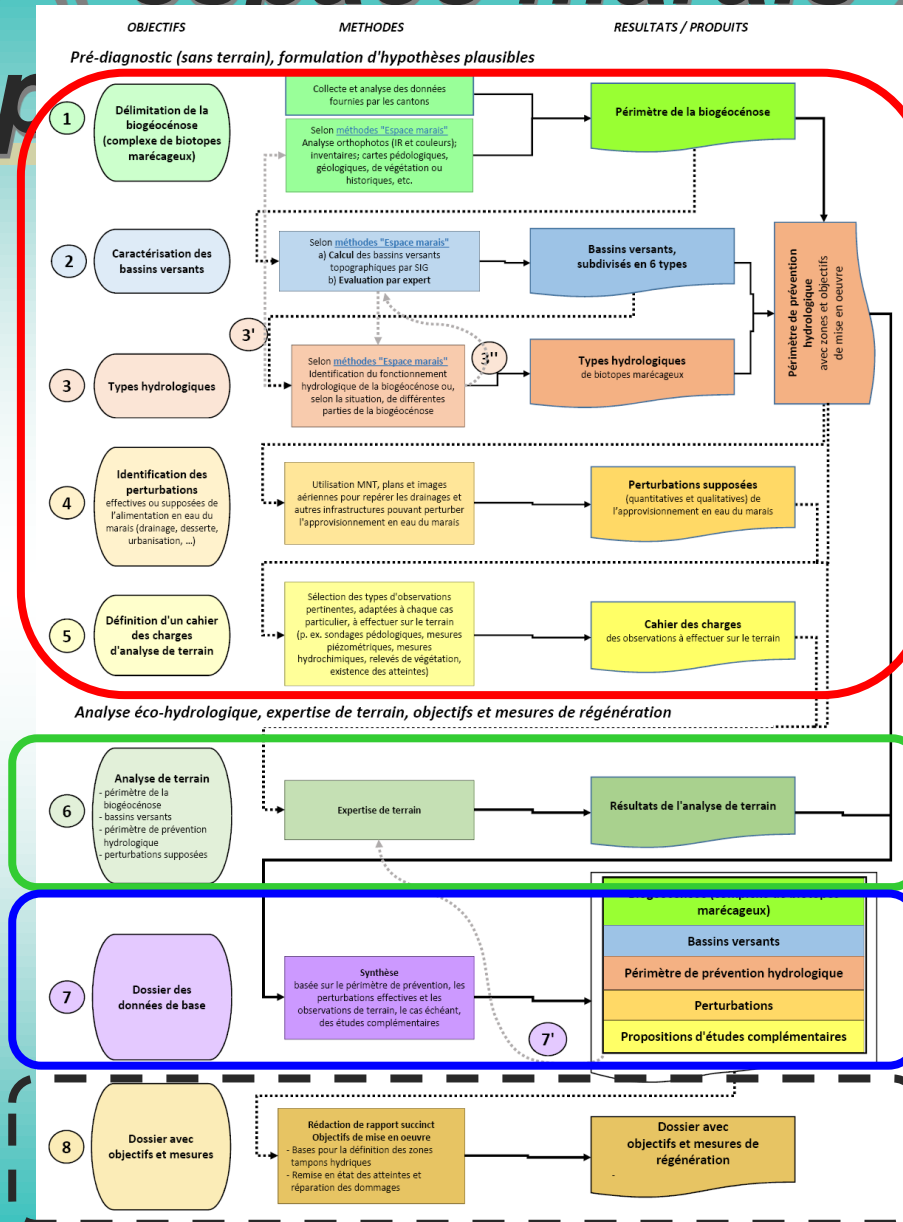 OBJECTIFS
METHODES
RESULTATS / PRODUITS
Pré-diagnostic (sans terrain), formulation d'hypothèses plausibles
1
Délimitation de la
biogéocénose
(complexe de biotopes
marécageux)
Collecte et analyse des données
fournies par les cantons
Selon méthodes "Espace marais"
Analyse orthophotos (IR et couleurs);
inventaires; cartes pédologiques,
géologiques, de végétation ou
historiques, etc.
Périmètre de la biogéocénose
2
Caractérisation des
bassins versants
Selon méthodes "Espace marais"
a) Calcul des bassins versants
topographiques par SIG
b) Evaluation par expert
Bassins versants,
subdivisés en 6 types
Périmètre de prévention
hydrologique
avec zones et objectifs
de mise en oeuvre
3'
3''
3
Types hydrologiques
Selon méthodes "Espace marais"
Identification du fonctionnement
hydrologique de la biogéocénose ou,
selon la situation, de différentes
parties de la biogéocénose
Types hydrologiques
de biotopes marécageux
4
Identification des
perturbations
effectives ou supposées de
l'alimentation en eau du
marais (drainage, desserte,
urbanisation, ...)
Utilisation MNT, plans et images
aériennes pour repérer les drainages et
autres infrastructures pouvant perturber
l'approvisionnement en eau du marais
Perturbations supposées
(quantitatives et qualitatives) de
l'approvisionnement en eau du marais
5
Définition d'un cahier
des charges
d'analyse de terrain
Sélection des types d'observations
pertinentes, adaptées à chaque cas
particulier, à effectuer sur le terrain
(p. ex. sondages pédologiques, mesures
piézométriques, mesures
hydrochimiques, relevés de végétation,
existence des atteintes)
Cahier des charges
des observations à effectuer sur le terrain
Analyse éco-hydrologique, expertise de terrain, objectifs et mesures de régénération
6
Analyse de terrain
- périmètre de la
biogéocénose
- bassins versants
- périmètre de prévention
hydrologique
- perturbations supposées
Expertise de terrain
Résultats de l'analyse de terrain
7
Dossier des
données de base
Synthèse
basée sur le périmètre de prévention, les
perturbations effectives et les
observations de terrain, le cas échéant,
des études complémentaires
7'
marécageux)
Bassins versants
Périmètre de prévention hydrologique
Perturbations
Propositions d'études complémentaires
8
Dossier avec
objectifs et mesures
Rédaction de rapport succinct
Objectifs de mise en oeuvre
- Bases pour la définition des zones
tampons hydriques
- Remise en état des atteintes et
réparation des dommages
Dossier avec
objectifs et mesures de
régénération
-